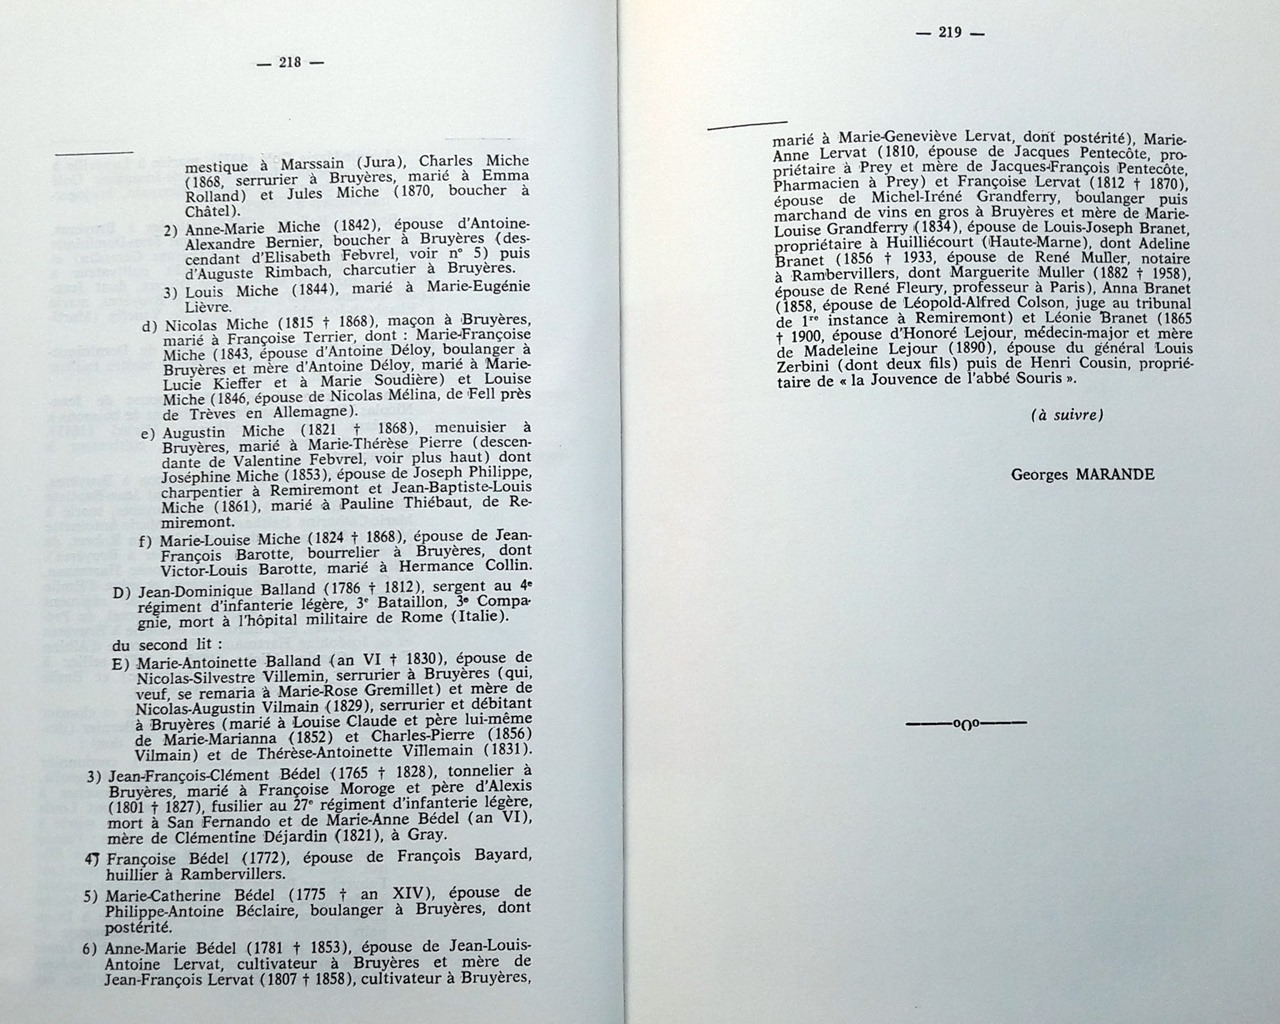 — 218 —
mestique à Marssain (Jura), Charles Miche
(1868, serrurier à Bruyères, marié à Emma
Rolland) et Jules Miche (1870, boucher à
Châtel).
2) Anne-Marie Miche (1842), épouse d'Antoine-
Alexandre Bernier, boucher à Bruyères (des-
cendant d'Elisabeth Febvrel, voir n° 5) puis
d'Auguste Rimbach, charcutier à Bruyères.
3) Louis Miche (1844), marié à Marie-Eugénie
Lièvre.
d) Nicolas Miche (1815 † 1868), maçon à Bruyères,
marié à Françoise Terrier, dont : Marie-Françoise
Miche (1843, épouse d'Antoine Déloy, boulanger à
Bruyères et mère d'Antoine Déloy, marié à Marie-
Lucie Kieffer et à Marie Soudière) et Louise
Miche (1846, épouse de Nicolas Mélina, de Fell près
de Trèves en Allemagne).
e) Augustin Miche (1821 † 1868), menuisier à
Bruyères, marié à Marie-Thérèse Pierre (descen-
dante de Valentine Febvrel, voir plus haut) dont
Joséphine Miche (1853), épouse de Joseph Philippe,
charpentier à Remiremont et Jean-Baptiste-Louis
Miche (1861), marié à Pauline Thiébaut, de Re-
miremont.
f) Marie-Louise Miche (1824 † 1868), épouse de Jean-
François Barotte, bourrelier à Bruyères, dont
Victor-Louis Barotte, marié à Hermance Collin.
D) Jean-Dominique Balland (1786 † 1812), sergent au 4e
régiment d'infanterie légère, 3e Bataillon, 3e Compa-
gnie, mort à l'hôpital militaire de Rome (Italie).
du second lit :
E) Marie-Antoinette Balland (an VI † 1830), épouse de
Nicolas-Silvestre Villemin, serrurier à Bruyères (qui,
veuf, se remaria à Marie-Rose Gremillet) et mère de
Nicolas-Augustin Vilmain (1829), serrurier et débitant
à Bruyères (marié à Louise Claude et père lui-même
de Marie-Marianna (1852) et Charles-Pierre (1856)
Vilmain) et de Thérèse-Antoinette Villemain (1831).
3) Jean-François-Clément Bédel (1765 † 1828), tonnelier à
Bruyères, marié à Françoise Moroge et père d'Alexis
(1801 † 1827), fusilier au 27e régiment d'infanterie légère,
mort à San Fernando et de Marie-Anne Bédel (an VI),
mère de Clémentine Déjardin (1821), à Gray.
4) Françoise Bédel (1772), épouse de François Bayard,
huillier à Rambervillers.
5) Marie-Catherine Bédel (1775 † an XIV), épouse de
Philippe-Antoine Béclaire, boulanger à Bruyères, dont
postérité.
6) Anne-Marie Bédel (1781 † 1853), épouse de Jean-Louis-
Antoine Lervat, cultivateur à Bruyères et mère de
Jean-François Lervat (1807 † 1858), cultivateur à Bruyères,
— 219 —
marié à Marie-Geneviève Lervat, dont postérité), Marie-
Anne Lervat (1810, épouse de Jacques Pentecôte, pro-
priétaire à Prey et mère de Jacques-François Pentecôte,
Pharmacien à Prey) et Françoise Lervat (1812 † 1870),
épouse de Michel-Iréné Grandferry, boulanger puis
marchand de vins en gros à Bruyères et mère de Marie-
Louise Grandferry (1834), épouse de Louis-Joseph Branet,
propriétaire à Huilliécourt (Haute-Marne), dont Adeline
Branet (1856 † 1933, épouse de René Muller, notaire
à Rambervillers, dont Marguerite Muller (1882 † 1958),
épouse de René Fleury, professeur à Paris), Anna Branet
(1858, épouse de Léopold-Alfred Colson, juge au tribunal
de 1re instance à Remiremont) et Léonie Branet (1865
† 1900, épouse d'Honoré Lejour, médecin-major et mère
de Madeleine Lejour (1890), épouse du général Louis
Zerbini (dont deux fils) puis de Henri Cousin, proprié-
taire de « la Jouvence de l'abbé Souris ».
(à suivre)
Georges MARANDE